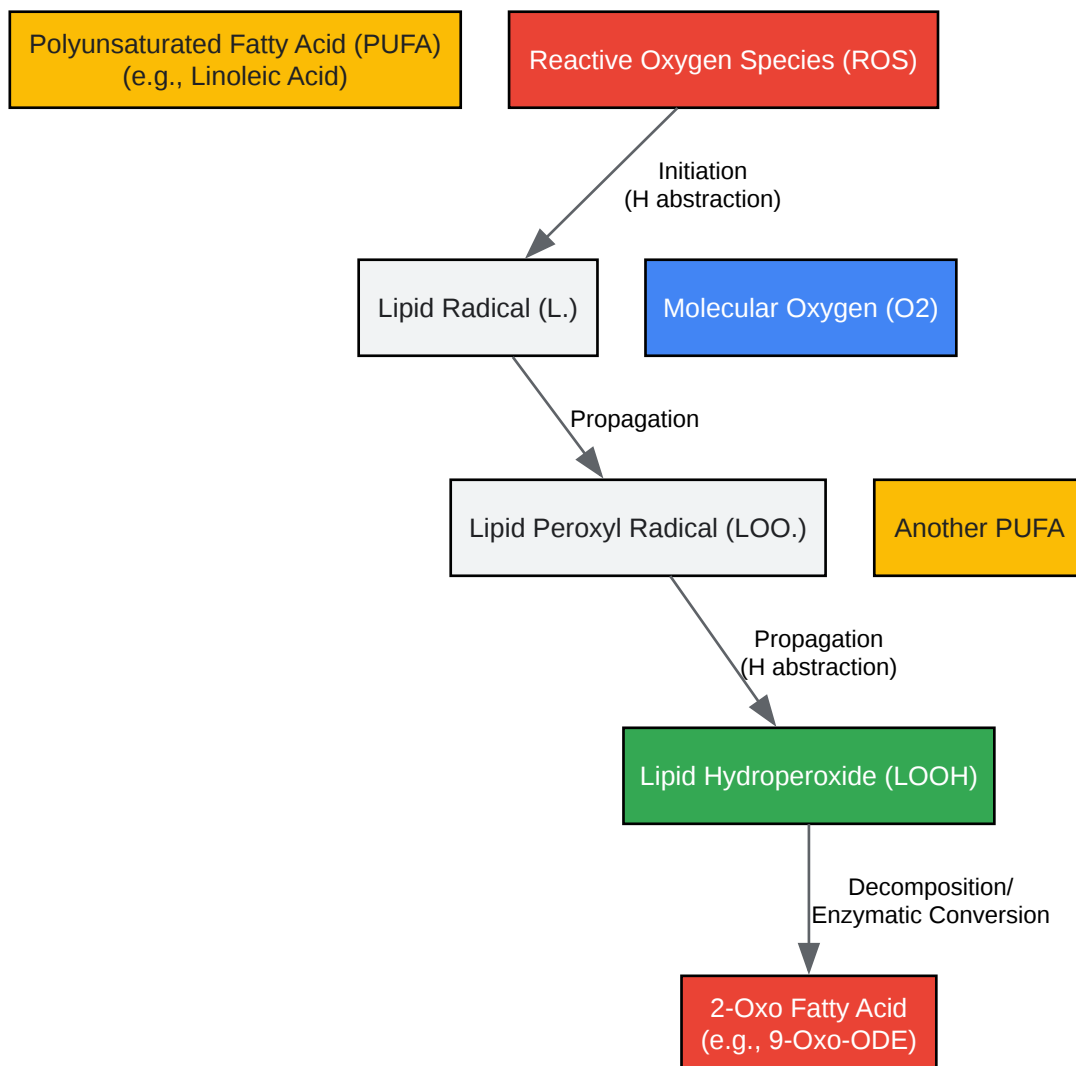 Polyunsaturated Fatty Acid (PUFA)
(e.g., Linoleic Acid)
Reactive Oxygen Species (ROS)
Initiation
(H abstraction)
Lipid Radical (L.)
Molecular Oxygen (O2)
Propagation
Lipid Peroxyl Radical (LOO.)
Another PUFA
Propagation
(H abstraction)
Lipid Hydroperoxide (LOOH)
Decomposition/
Enzymatic Conversion
2-Oxo Fatty Acid
(e.g., 9-Oxo-ODE)